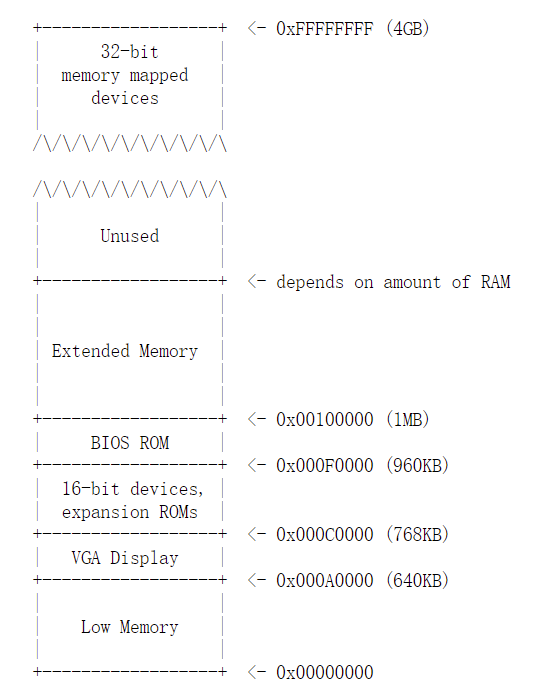 +------------------+  <- 0xFFFFFFFF (4GB)
|      32-bit      |
|  memory mapped   |
|     devices      |
|                  |
/\/\/\/\/\/\/\/\/\/\
/\/\/\/\/\/\/\/\/\/\
|                  |
|      Unused      |
|                  |
+------------------+  <- depends on amount of RAM
|                  |
|                  |
| Extended Memory  |
|                  |
|                  |
+------------------+  <- 0x00100000 (1MB)
|     BIOS ROM     |
+------------------+  <- 0x000F0000 (960KB)
|  16-bit devices, |
|  expansion ROMs  |
+------------------+  <- 0x000C0000 (768KB)
|   VGA Display    |
+------------------+  <- 0x000A0000 (640KB)
|                  |
|    Low Memory    |
|                  |
+------------------+  <- 0x00000000